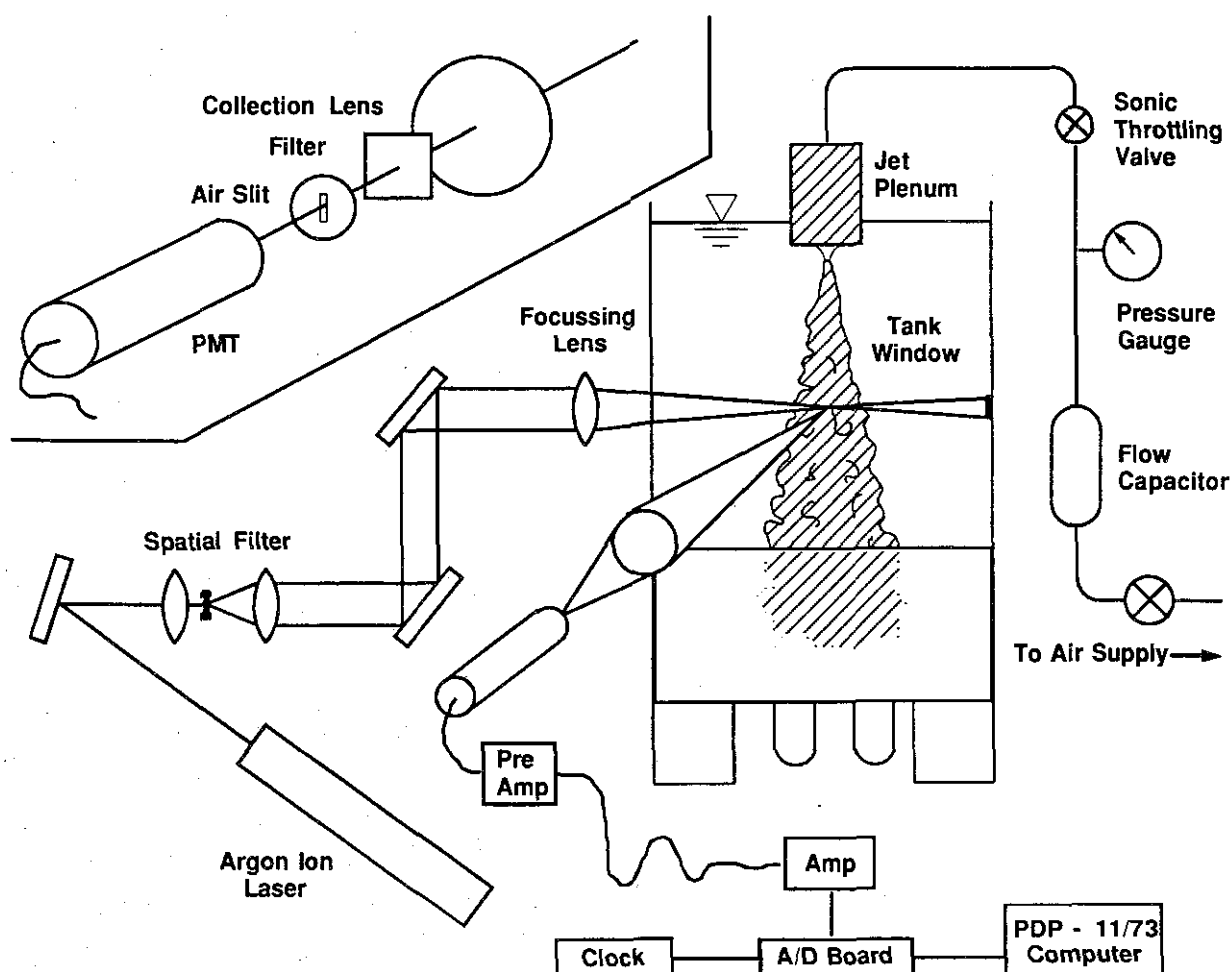 Collection Lens
Filter
Air Slit
PMT
Sonic
Throttling
Valve
Jet
Plenum
Pressure
Gauge
Focussing
Lens
Tank
Window
Flow
Capacitor
Spatial Filter
To Air Supply
Pre
Amp
Argon Ion
Laser
Amp
Clock
A/D Board
PDP - 11/73
Computer